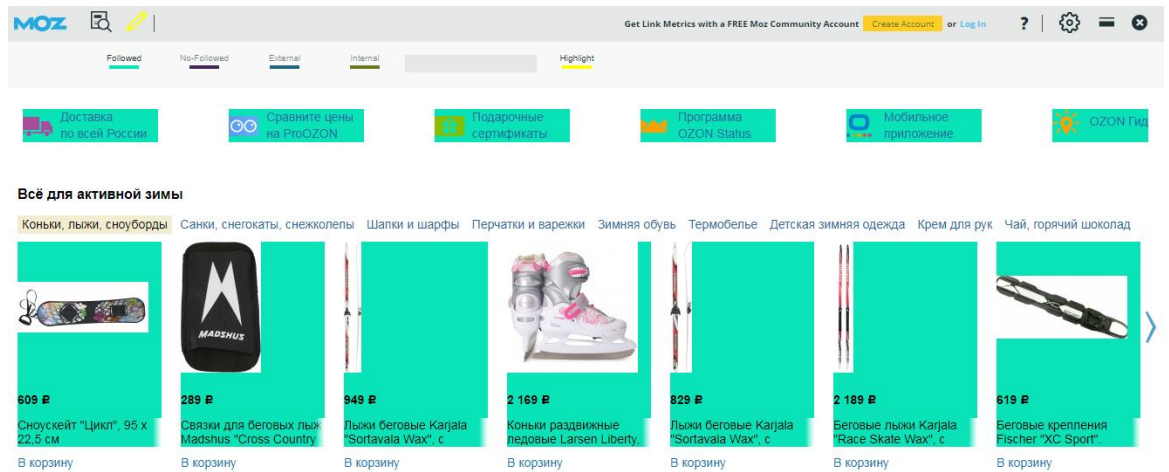 MOZ
Get Link Metrics with a FREE Moz Community Account Create Account or Log In ?
Followed No-Followed External Internal Highlight
Доставка
по всей России
Сравните цены
на ProOZON
Подарочные
сертификаты
Программа
OZON Status
Мобильное
приложение
OZON Гид
Всё для активной зимы
Коньки, лыжи, сноуборды Санки, снегокаты, снежколепы Шапки и шарфы Перчатки и варежки Зимняя обувь Термобелье Детская зимняя одежда Крем для рук Чай, горячий шоколад
MADSHUS
609 ₽ 289 ₽ 949 ₽ 2 169 ₽ 829 ₽ 2 189 ₽ 619 ₽
Сноускейт "Цикл", 95 х
22,5 см
Связки для беговых лыж
Madshus "Cross Country
Лыжи беговые Karjala
"Sortavala Wax", с
Коньки раздвижные
ледовые Larsen Liberty,
Лыжи беговые Karjala
"Sortavala Wax", с
Беговые лыжи Karjala
"Race Skate Wax", с
Беговые крепления
Fischer "XC Sport".
В корзину В корзину В корзину В корзину В корзину В корзину В корзину